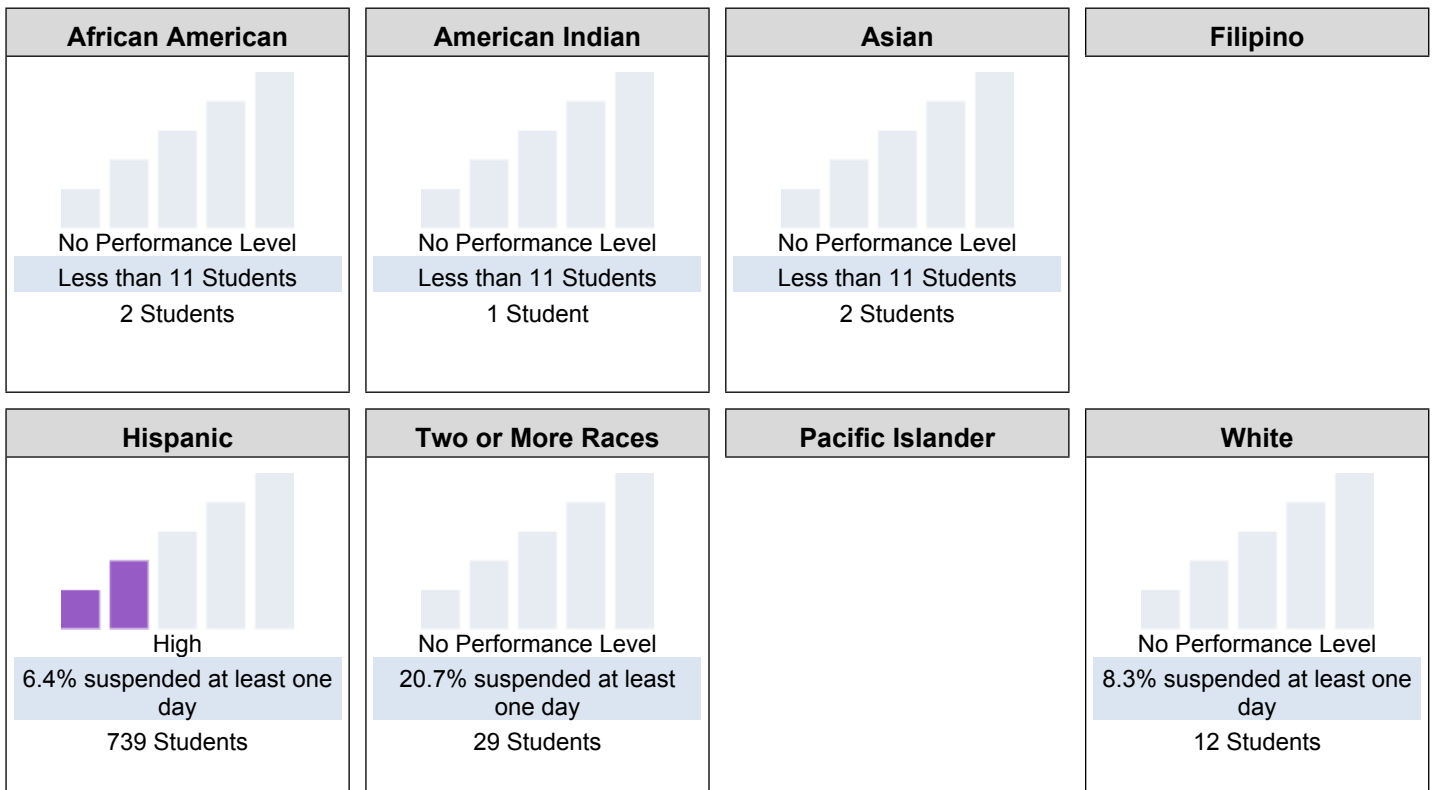 African American
No Performance Level
Less than 11 Students
2 Students
American Indian
No Performance Level
Less than 11 Students
1 Student
Asian
No Performance Level
Less than 11 Students
2 Students
Filipino
Hispanic
High
6.4% suspended at least one
day
739 Students
Two or More Races
No Performance Level
20.7% suspended at least
one day
29 Students
Pacific Islander
White
No Performance Level
8.3% suspended at least one
day
12 Students